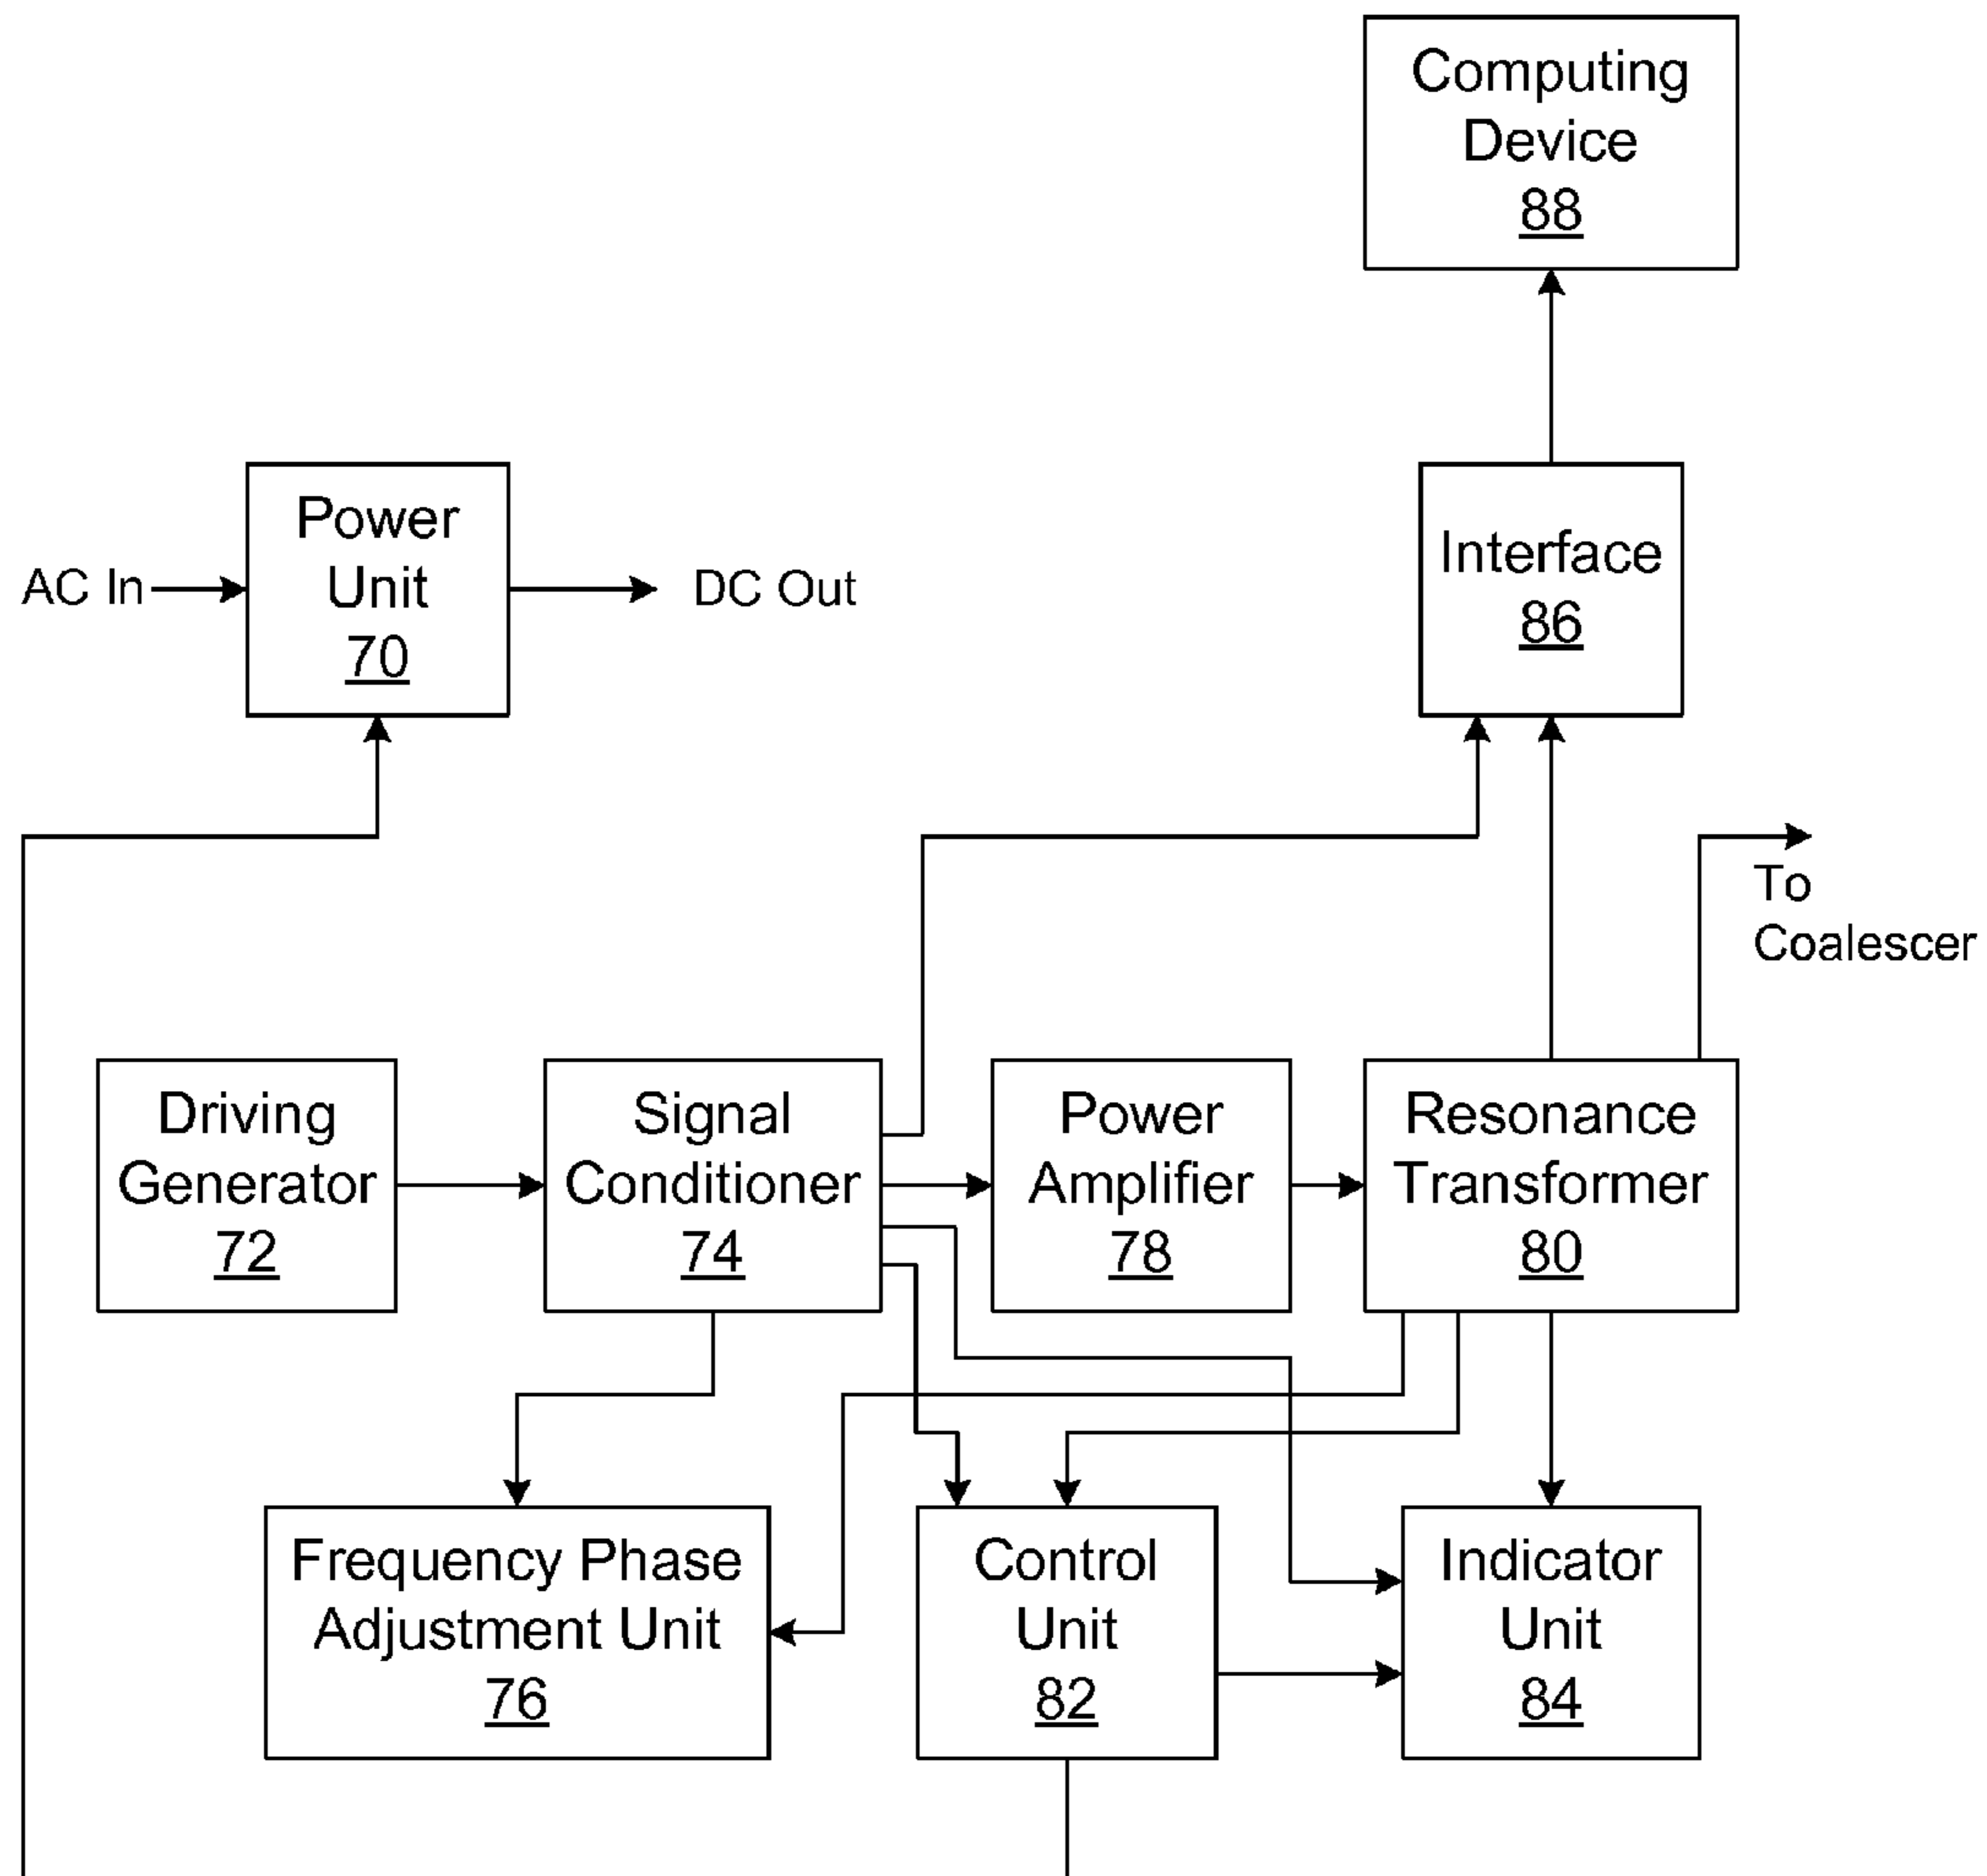 Computing
Device
88
Power
Unit
70
AC In
DC Out
Interface
86
To
Coalescer
Driving
Generator
72
Signal
Conditioner
74
Power
Amplifier
78
Resonance
Transformer
80
Frequency Phase
Adjustment Unit
76
Control
Unit
82
Indicator
Unit
84